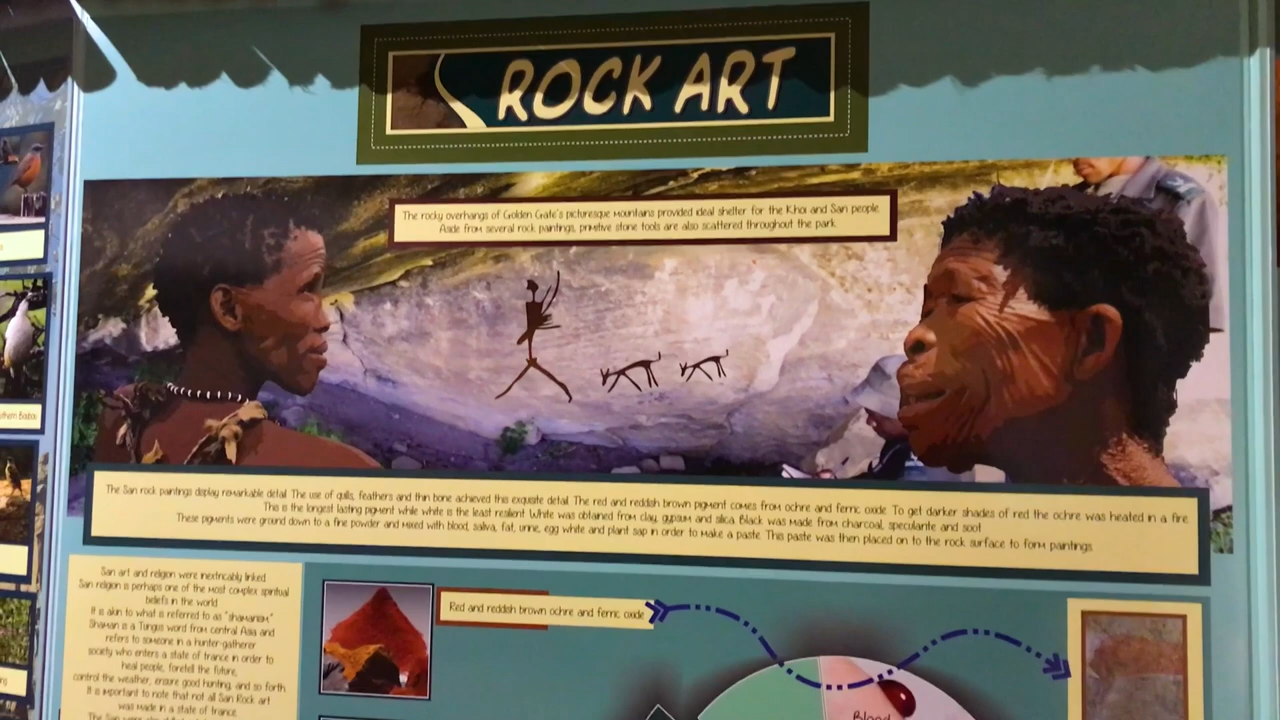 ROCK ART
The rocky overhangs of Golden Gate's picturesque mountains provided ideal shelter for the Khoi and San people
Aside from several rock paintings, primitive stone tools are also scattered throughout the park.
The San rock paintings display remarkable detail. The use of quills, feathers and thin bone achieved this exquisite detail. The red and reddish brown pigment comes from ochre and ferric oxide. To get darker shades of red the ochre was heated in a fire
This is the longest lasting pigment while white is the least resilient. White was obtained from clay, gypsum and silica. Black was made from charcoal, speculante and soot
These pigments were ground down to a fine powder and mixed with blood, saliva, fat, urine, egg white and plant sap in order to make a paste. This paste was then placed on to the rock surface to form paintings.
San art and religion were inextricably linked.
San religion is perhaps one of the most complex spiritual
beliefs in the world
It is akin to what is referred to as "shamanism"
Shaman is a Tungus word from central Asia and
refers to someone in a hunter-gatherer
society who enters a state of trance in order to
heal people, foretell the future,
control the weather, ensure good hunting, and so forth.
It is important to note that not all San Rock art
was made in a state of trance.
Red and reddish brown ochre and ferric oxide
Blood